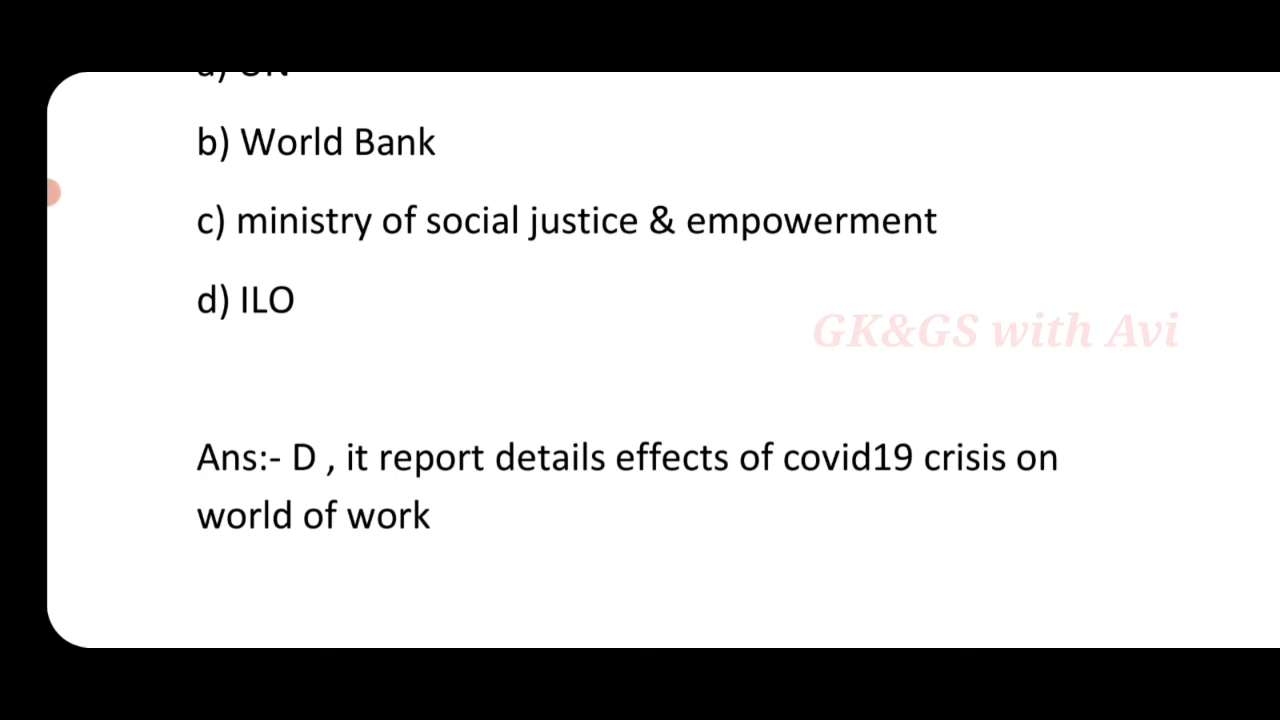 b) World Bank
c) ministry of social justice & empowerment
d) ILO
GK&GS with Avi
Ans:- D , it report details effects of covid19 crisis on
world of work